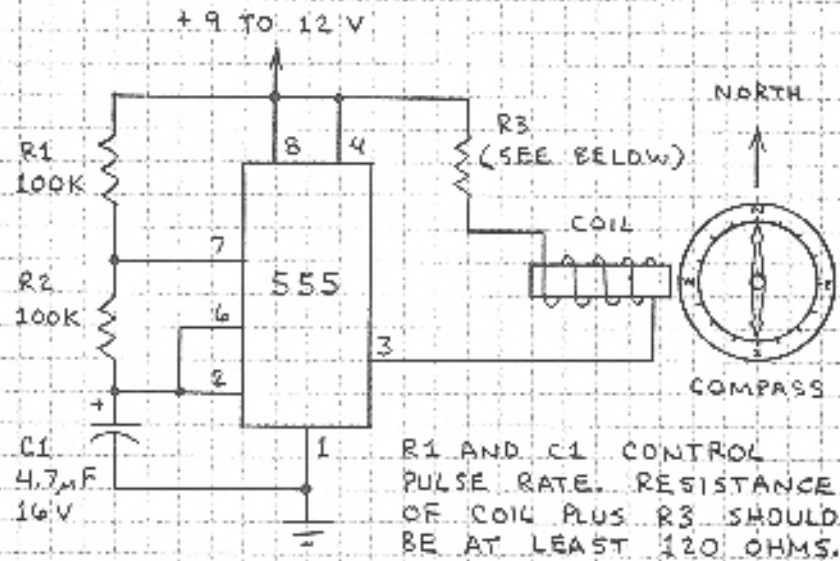 + 9 TO 12 V
NORTH
R3
(SEE BELOW)
8
4
R1
100K
COIL
7
555
R2
100K
6
3
2
+
COMPASS
C1
4.7µF
16V
1
R1 AND C1 CONTROL
PULSE RATE. RESISTANCE
OF COIL PLUS R3 SHOULD
BE AT LEAST 120 OHMS.
N
W
E
S